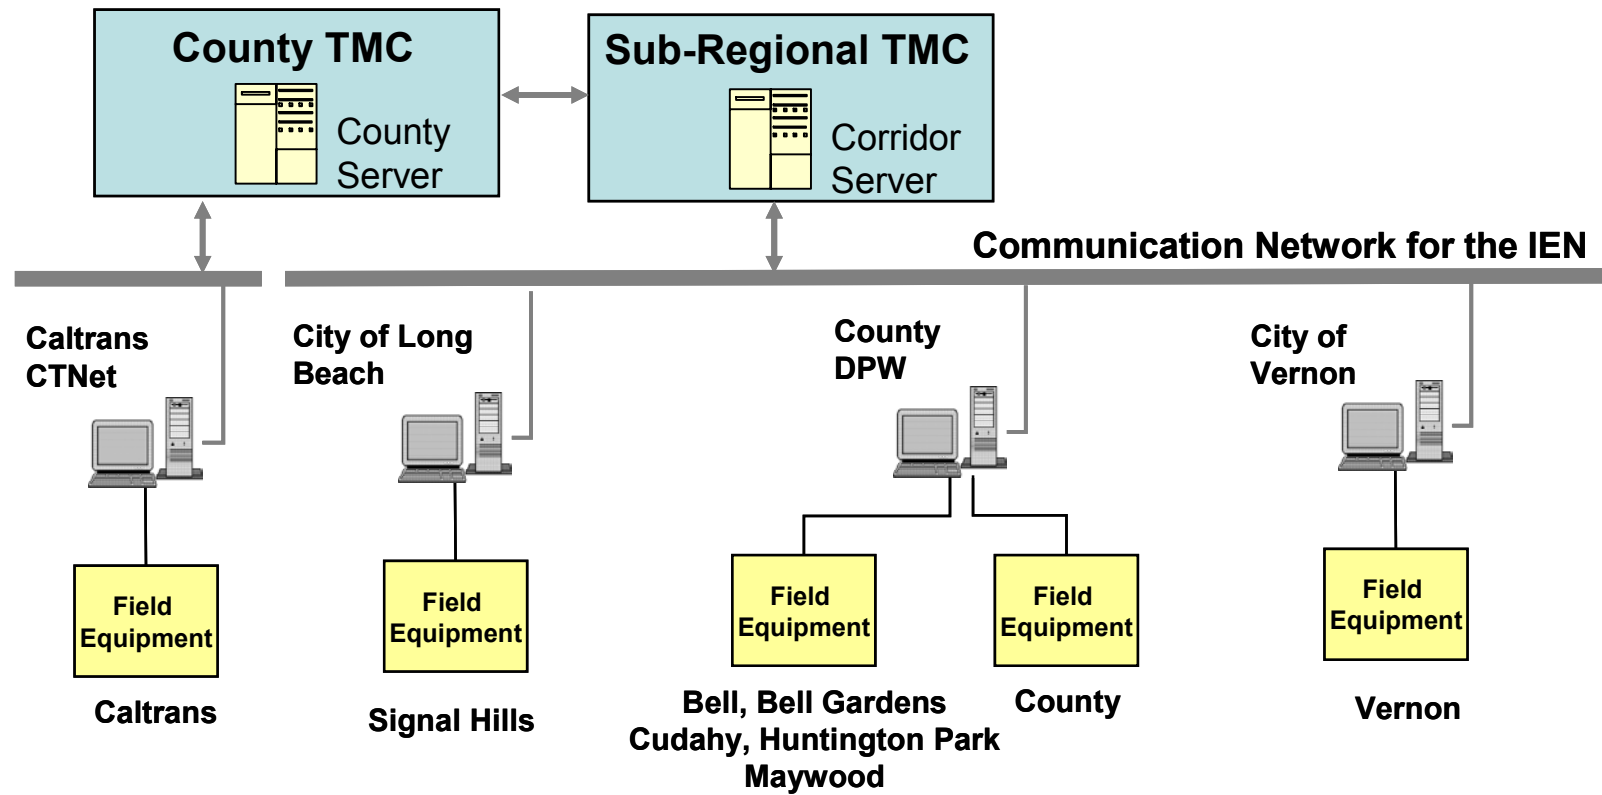 County TMC
County
Server
Sub-Regional TMC
Corridor
Server
Communication Network for the IEN
Caltrans
CTNet
City of Long
Beach
County
DPW
City of
Vernon
Field
Equipment
Field
Equipment
Field
Equipment
Field
Equipment
Field
Equipment
Caltrans
Signal Hills
Bell, Bell Gardens
Cudahy, Huntington Park
Maywood
County
Vernon